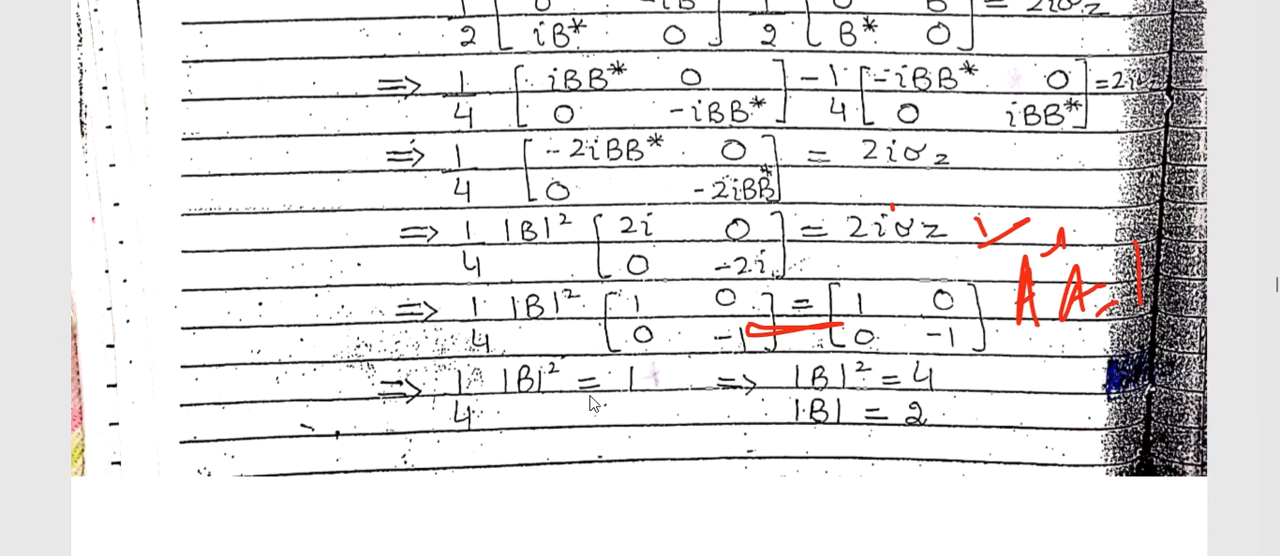 1/2 [ 0 -iB ; iB* 0 ] 1/2 [ 0 B ; B* 0 ] = 2iσz
=> 1/4 [ iBB* 0 ; 0 -iBB* ] - 1/4 [ -iBB* 0 ; 0 iBB* ] = 2iσz
=> 1/4 [ -2iBB* 0 ; 0 -2iBB* ] = 2iσz
=> 1/4 |B|² [ 2i 0 ; 0 -2i ] = 2iσz
=> 1/4 |B|² [ 1 0 ; 0 -1 ] = [ 1 0 ; 0 -1 ]
=> 1/4 |B|² = 1 => |B|² = 4
|B| = 2